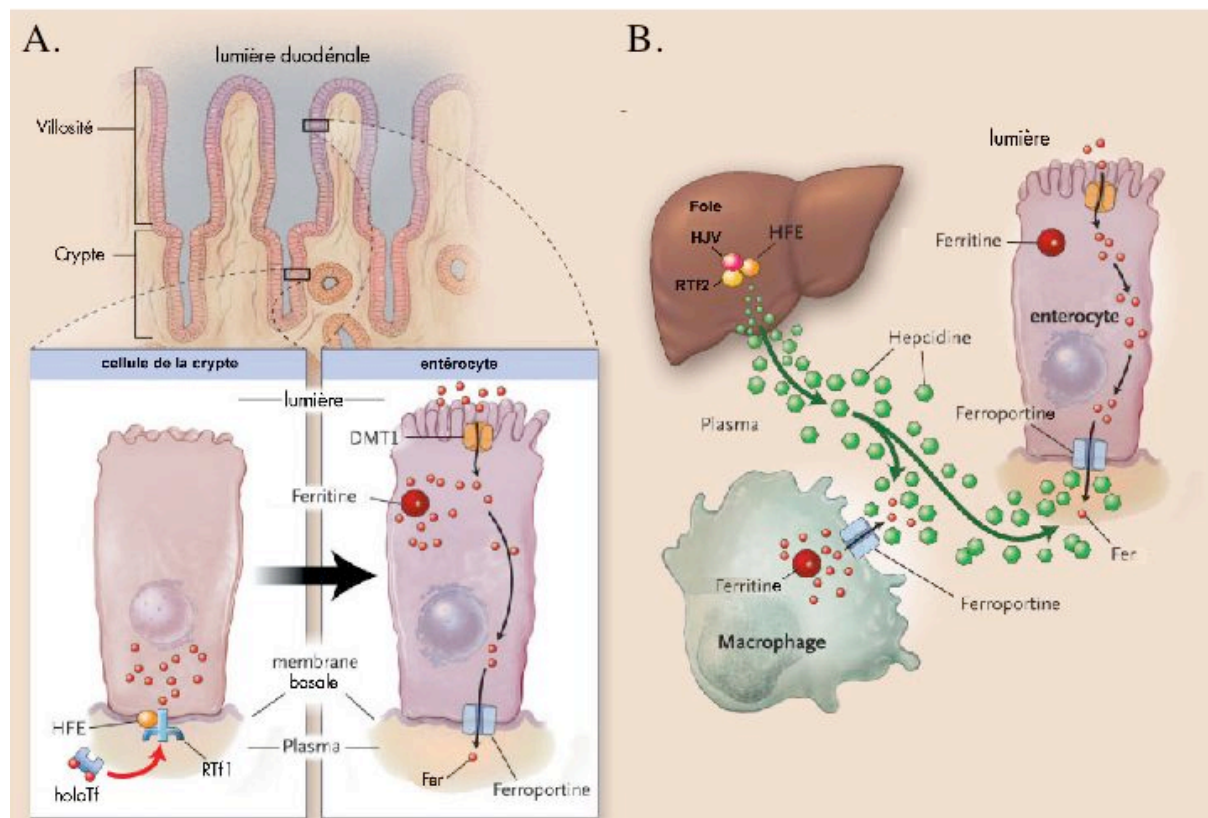 A.
lumière duodénale
Villosité
Crypte
cellule de la crypte
entérocyte
lumière
DMT1
Ferritine
membrane
basale
HFE
Plasma
RTf1
holoTf
Fer
Ferroportine
B.
lumière
Foie
HJV
HFE
RTf2
Ferritine
enterocyte
Hepcidine
Plasma
Ferroportine
Fer
Ferritine
Ferroportine
Macrophage